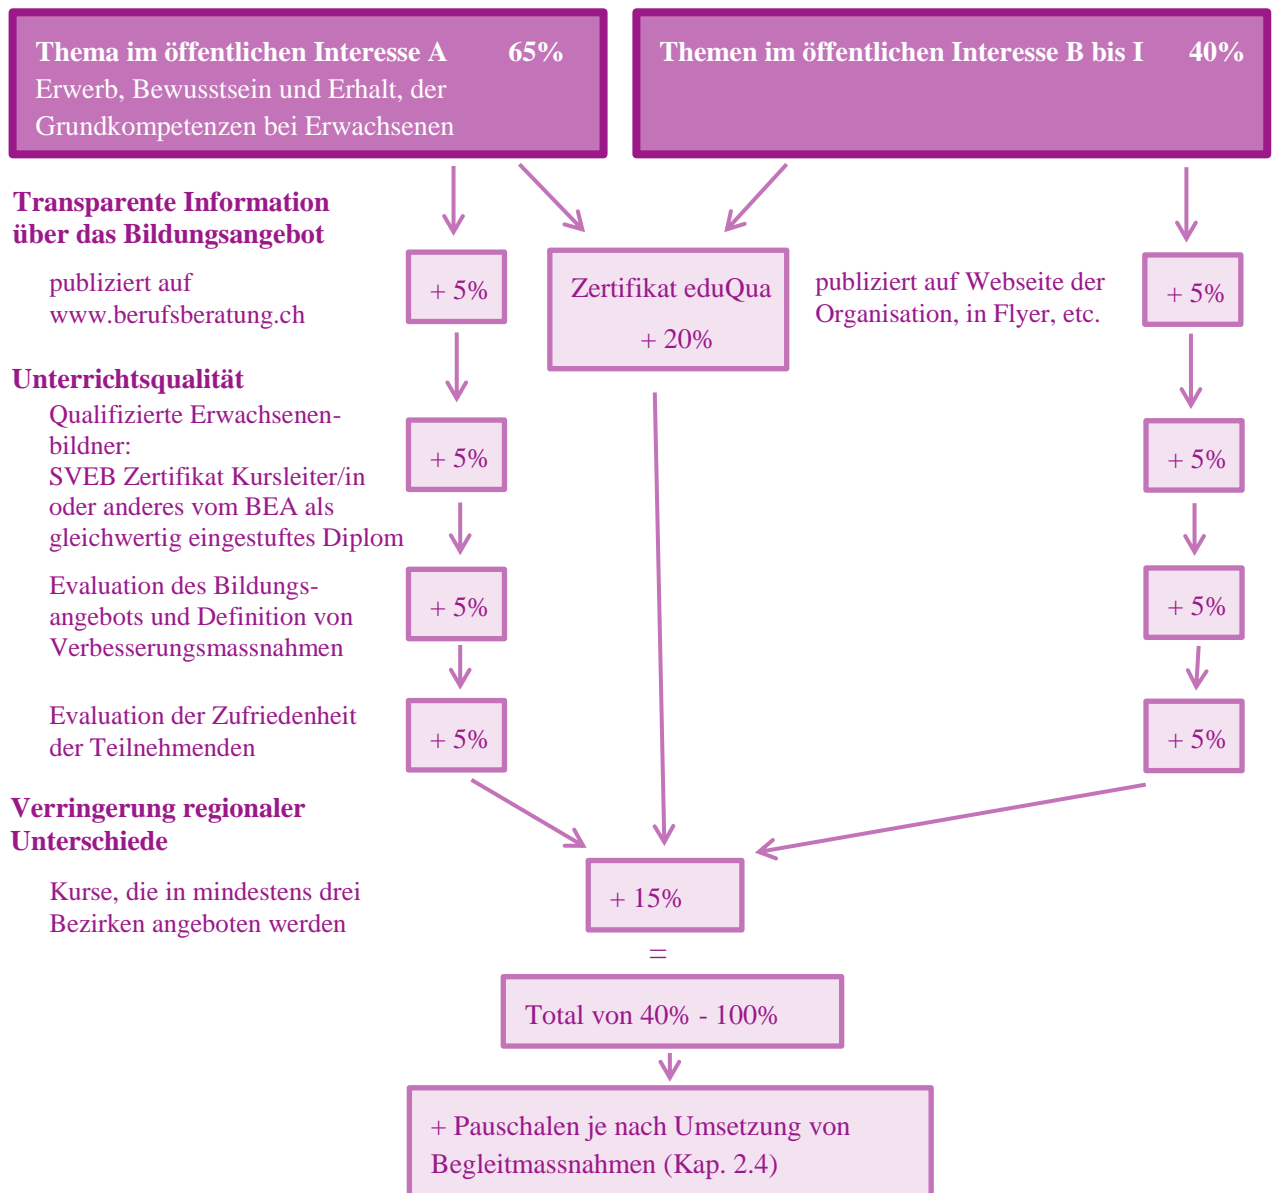 Thema im öffentlichen Interesse A 65%
Erwerb, Bewusstsein und Erhalt, der
Grundkompetenzen bei Erwachsenen
Themen im öffentlichen Interesse B bis I 40%
Transparente Information
über das Bildungsangebot
publiziert auf
www.berufsberatung.ch
+ 5%
Zertifikat eduQua
+ 20%
publiziert auf Webseite der
Organisation, in Flyer, etc.
+ 5%
Unterrichtsqualität
Qualifizierte Erwachsenen-
bildner:
SVEB Zertifikat Kursleiter/in
oder anderes vom BEA als
gleichwertig eingestuftes Diplom
+ 5%
+ 5%
Evaluation des Bildungs-
angebots und Definition von
Verbesserungsmassnahmen
+ 5%
+ 5%
Evaluation der Zufriedenheit
der Teilnehmenden
+ 5%
+ 5%
Verringerung regionaler
Unterschiede
Kurse, die in mindestens drei
Bezirken angeboten werden
+ 15%
=
Total von 40% - 100%
+ Pauschalen je nach Umsetzung von
Begleitmassnahmen (Kap. 2.4)